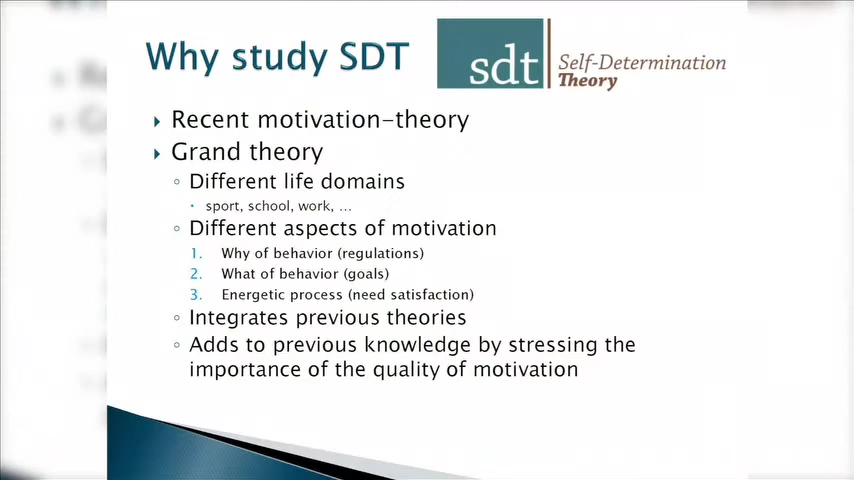 Why study SDT
sdt Self-Determination
Theory
Recent motivation-theory
Grand theory
Different life domains
sport, school, work, ...
Different aspects of motivation
1. Why of behavior (regulations)
2. What of behavior (goals)
3. Energetic process (need satisfaction)
Integrates previous theories
Adds to previous knowledge by stressing the
importance of the quality of motivation